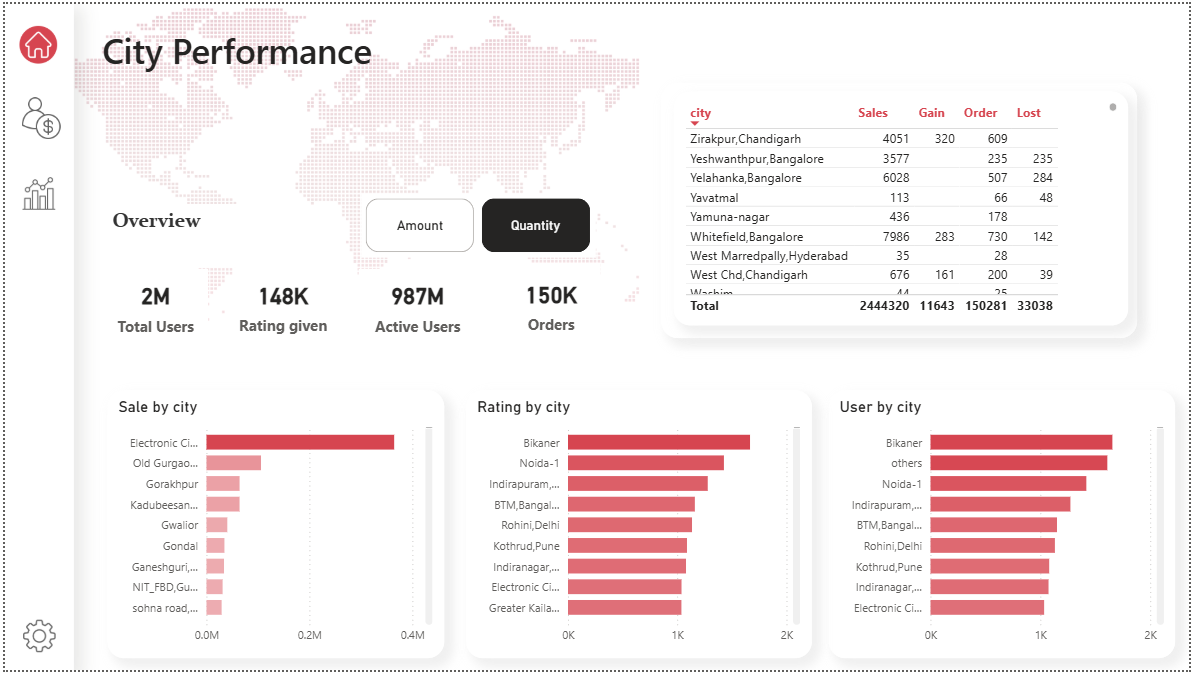 City Performance
city Sales Gain Order Lost
Zirakpur,Chandigarh 4051 320 609
Yeshwanthpur,Bangalore 3577 235 235
Yelahanka,Bangalore 6028 507 284
Yavatmal 113 66 48
Yamuna-nagar 436 178
Whitefield,Bangalore 7986 283 730 142
West Marredpally,Hyderabad 35 28
West Chd,Chandigarh 676 161 200 39
Washim 44 25
Total 2444320 11643 150281 33038
Overview
Amount Quantity
2M 148K 987M 150K
Total Users Rating given Active Users Orders
Sale by city
Electronic Ci...
Old Gurgao...
Gorakhpur
Kadubeesan...
Gwalior
Gondal
Ganeshguri,...
NIT_FBD,Gu...
sohna road,...
0.0M 0.2M 0.4M
Rating by city
Bikaner
Noida-1
Indirapuram,...
BTM,Bangal...
Rohini,Delhi
Kothrud,Pune
Indiranagar,...
Electronic Ci...
Greater Kaila...
0K 1K 2K
User by city
Bikaner
others
Noida-1
Indirapuram,...
BTM,Bangal...
Rohini,Delhi
Kothrud,Pune
Indiranagar,...
Electronic Ci...
0K 1K 2K